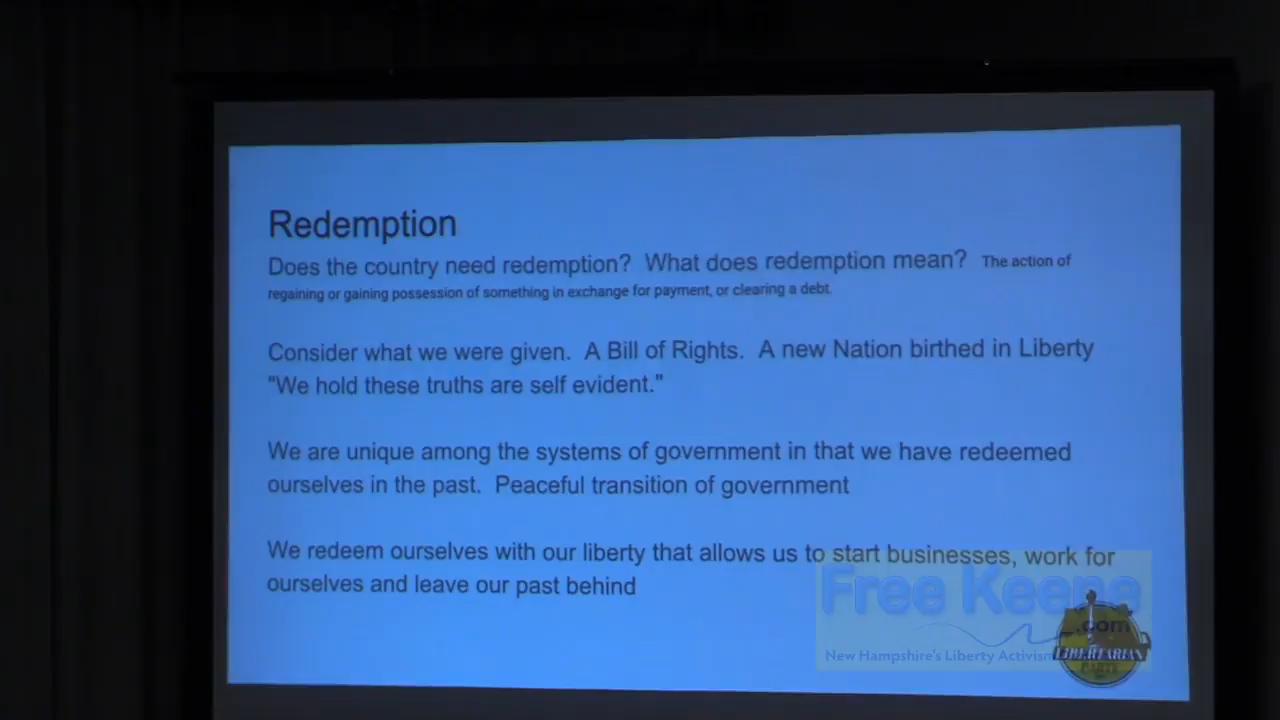 Redemption
Does the country need redemption?  What does redemption mean?  The action of
regaining or gaining possession of something in exchange for payment, or clearing a debt.
Consider what we were given.  A Bill of Rights.  A new Nation birthed in Liberty
"We hold these truths are self evident."
We are unique among the systems of government in that we have redeemed
ourselves in the past.  Peaceful transition of government
We redeem ourselves with our liberty that allows us to start businesses, work for
ourselves and leave our past behind
Free Keene
.com
New Hampshire's Liberty Activism
LIBERTARIAN
PARTY